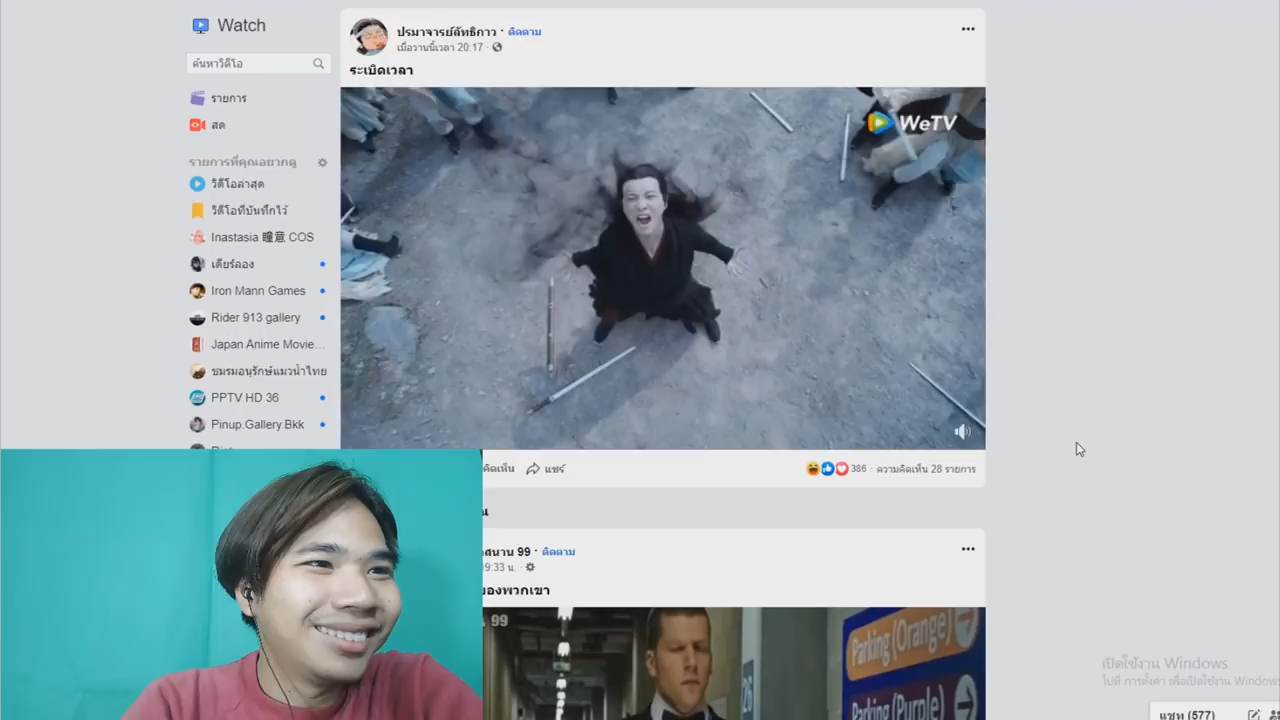 Watch
ค้นหาวิดีโอ
รายการ
สด
รายการที่คุณอยากดู
วิดีโอล่าสุด
วิดีโอที่บันทึกไว้
Inastasia 瞳意 COS
เดียร์ลอง
Iron Mann Games
Rider 913 gallery
Japan Anime Movie...
ชมรมอนุรักษ์แมวน้ำไทย
PPTV HD 36
Pinup.Gallery.Bkk
ปรมาจารย์ลัทธิกาว · ติดตาม
เมื่อวานนี้เวลา 20:17 ·
ระเบิดเวลา
WeTV
คิดเห็น
แชร์
386 · ความคิดเห็น 28 รายการ
99 · ติดตาม
9:33 น. ·
ของพวกเขา
99
Parking (Orange)
26
Parking (Purple)
เปิดใช้งาน Windows
ไปที่ การตั้งค่า เพื่อเปิดใช้งาน Windows
แชท (577)